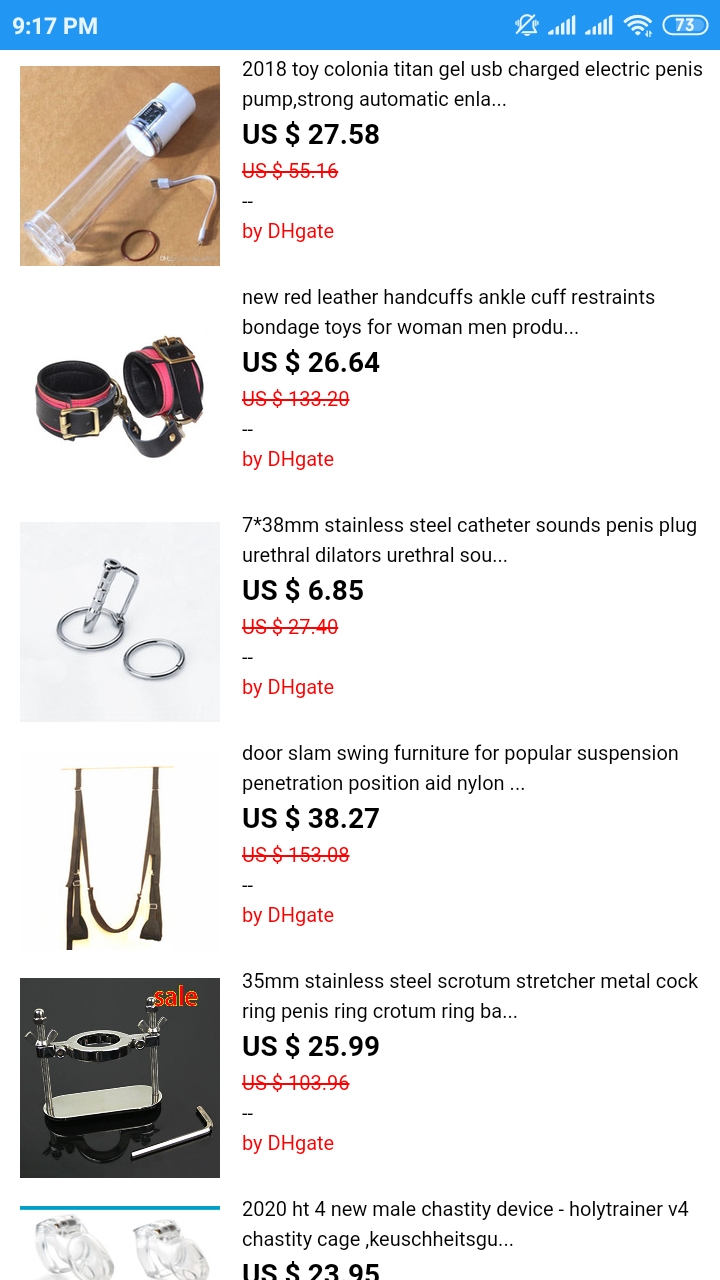 9:17 PM
73
2018 toy colonia titan gel usb charged electric penis
pump,strong automatic enla...
US $ 27.58
US $ 55.16
--
by DHgate
new red leather handcuffs ankle cuff restraints
bondage toys for woman men produ...
US $ 26.64
US $ 133.20
--
by DHgate
7*38mm stainless steel catheter sounds penis plug
urethral dilators urethral sou...
US $ 6.85
US $ 27.40
--
by DHgate
door slam swing furniture for popular suspension
penetration position aid nylon ...
US $ 38.27
US $ 153.08
--
by DHgate
sale
35mm stainless steel scrotum stretcher metal cock
ring penis ring crotum ring ba...
US $ 25.99
US $ 103.96
--
by DHgate
2020 ht 4 new male chastity device - holytrainer v4
chastity cage ,keuschheitsgu...
US $ 23.95